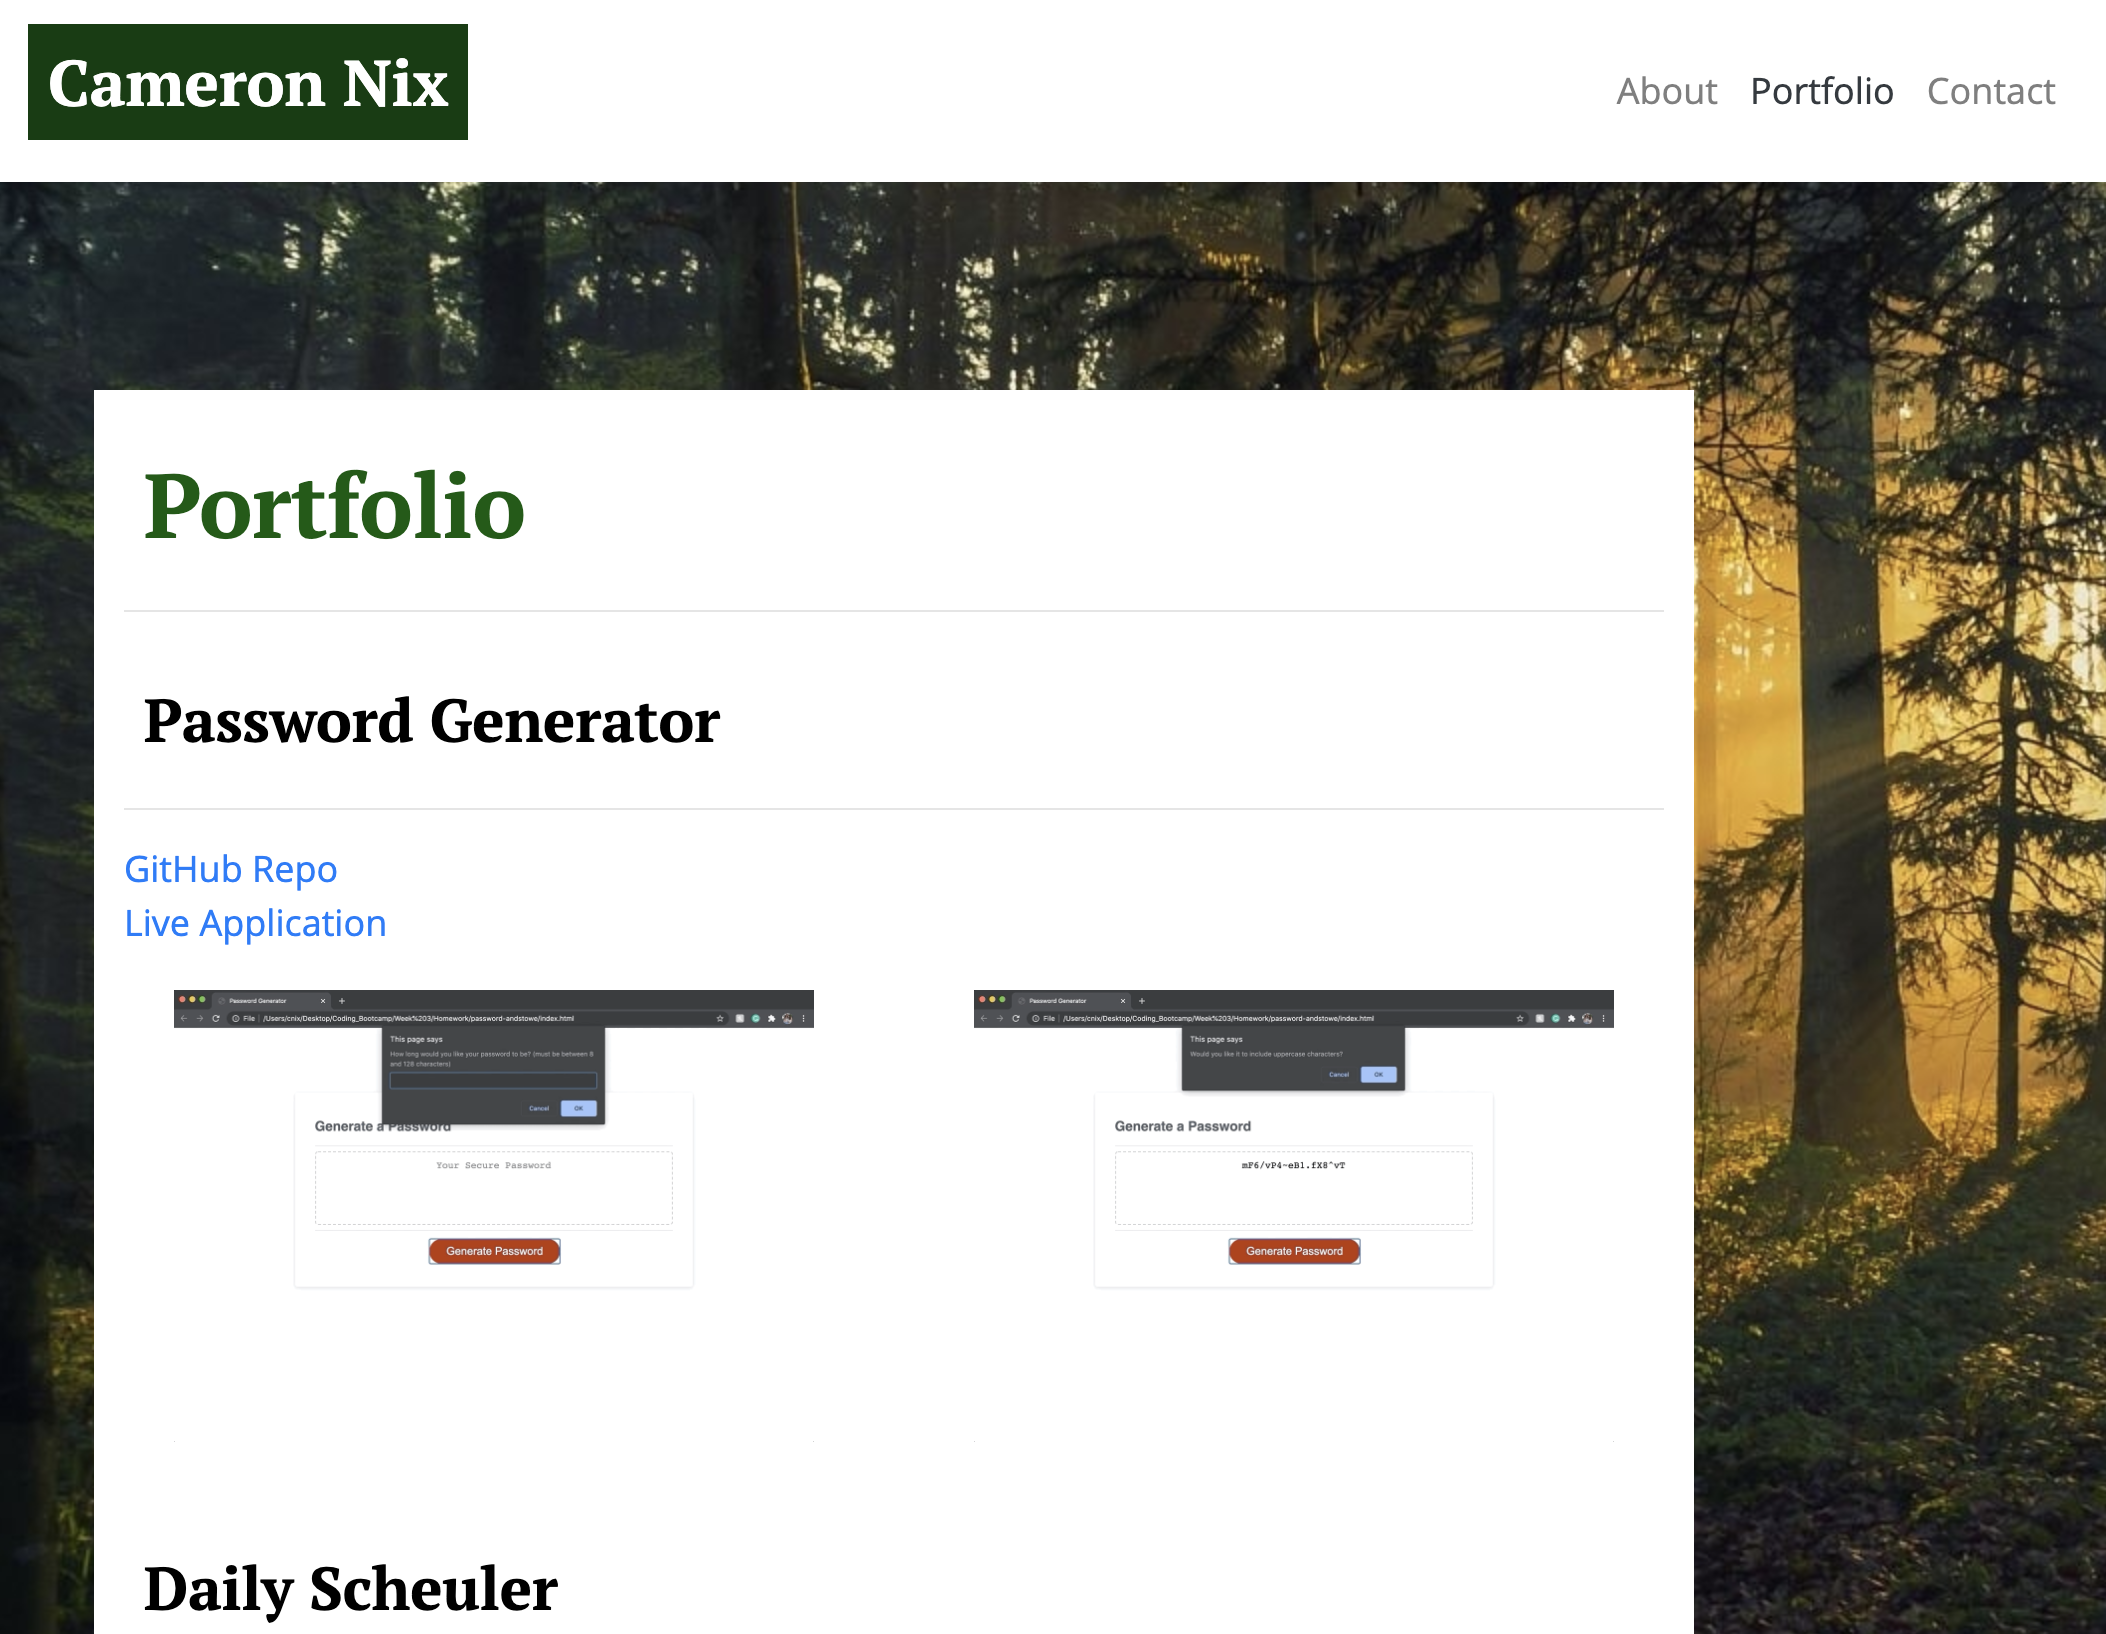 Cameron Nix
About Portfolio Contact
Portfolio
Password Generator
GitHub Repo
Live Application
Password Generator
File /Users/cnix/Desktop/Coding_Bootcamp/Week%203/Homework/password-andstowe/index.html
This page says
How long would you like your password to be? (must be between 8
and 128 characters)
Cancel OK
Generate a Password
Your Secure Password
Generate Password
Password Generator
File /Users/cnix/Desktop/Coding_Bootcamp/Week%203/Homework/password-andstowe/index.html
This page says
Would you like it to include uppercase characters?
Cancel OK
Generate a Password
mF6/vP4~eB1.fX8^vT
Generate Password
Daily Scheuler